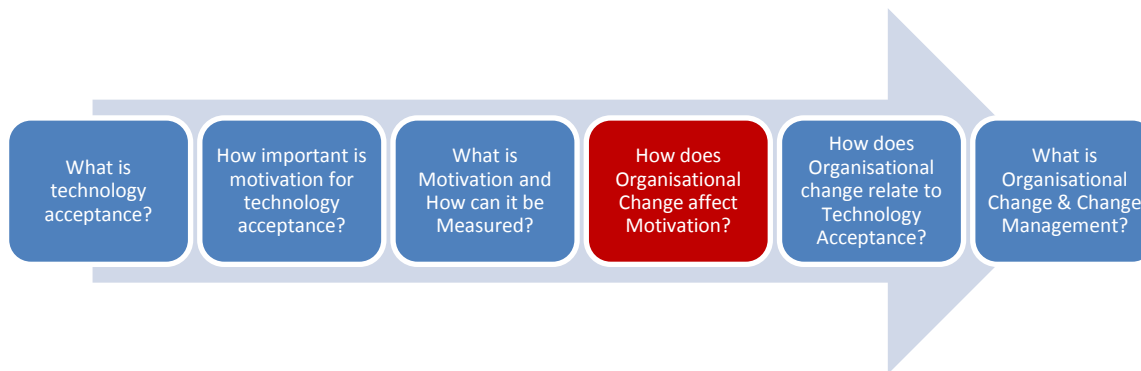 What is
technology
acceptance?
How important is
motivation for
technology
acceptance?
What is
Motivation and
How can it be
Measured?
How does
Organisational
Change affect
Motivation?
How does
Organisational
change relate to
Technology
Acceptance?
What is
Organisational
Change & Change
Management?